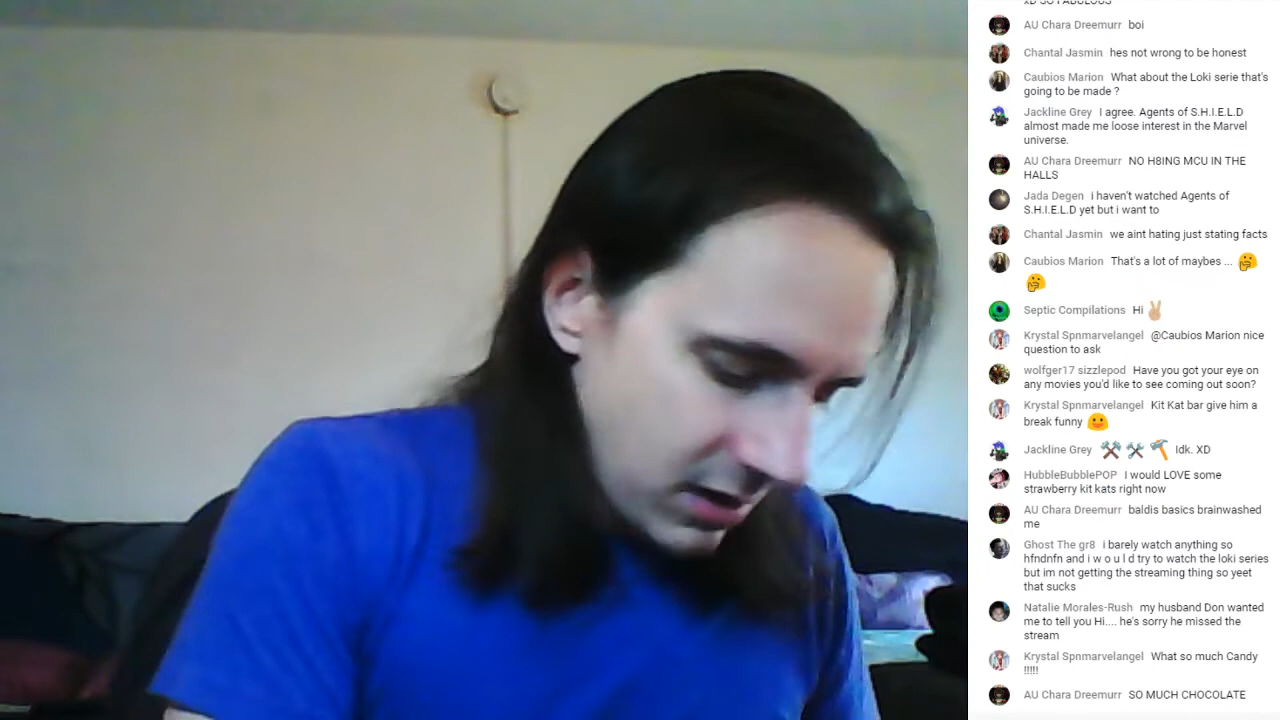 xD SO FABULOUS
AU Chara Dreemurr boi
Chantal Jasmin hes not wrong to be honest
Caubios Marion What about the Loki serie that's
going to be made ?
Jackline Grey I agree. Agents of S.H.I.E.L.D
almost made me loose interest in the Marvel
universe.
AU Chara Dreemurr NO H8ING MCU IN THE
HALLS
Jada Degen i haven't watched Agents of
S.H.I.E.L.D yet but i want to
Chantal Jasmin we aint hating just stating facts
Caubios Marion That's a lot of maybes ... 🤔
🤔
Septic Compilations Hi ✌🏼
Krystal Spnmarvelangel @Caubios Marion nice
question to ask
wolfger17 sizzlepod Have you got your eye on
any movies you'd like to see coming out soon?
Krystal Spnmarvelangel Kit Kat bar give him a
break funny 😛
Jackline Grey ⚒️🛠️🔨 Idk. XD
HubbleBubblePOP I would LOVE some
strawberry kit kats right now
AU Chara Dreemurr baldis basics brainwashed
me
Ghost The gr8 i barely watch anything so
hfndnfn and i w o u l d try to watch the loki series
but im not getting the streaming thing so yeet
that sucks
Natalie Morales-Rush my husband Don wanted
me to tell you Hi.... he's sorry he missed the
stream
Krystal Spnmarvelangel What so much Candy
!!!!!
AU Chara Dreemurr SO MUCH CHOCOLATE